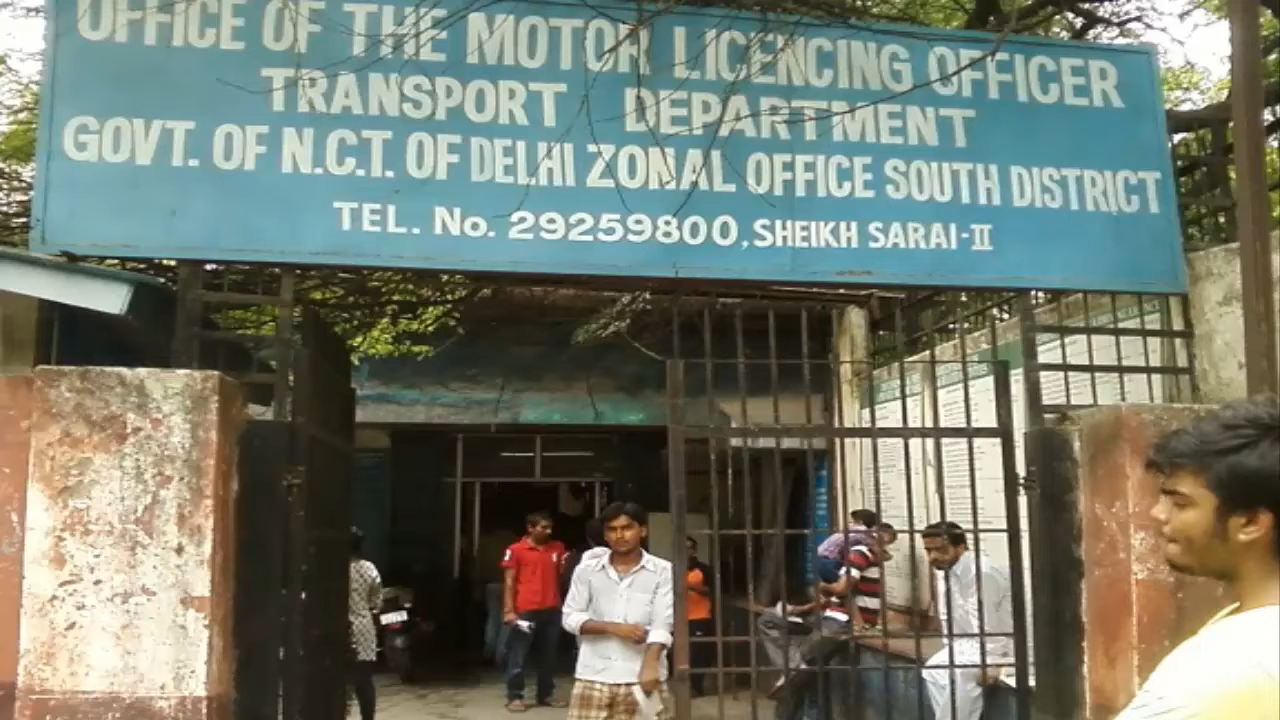 OFFICE OF THE MOTOR LICENCING OFFICER
TRANSPORT DEPARTMENT
GOVT. OF N.C.T. OF DELHI ZONAL OFFICE SOUTH DISTRICT
TEL. No. 29259800, SHEIKH SARAI-II